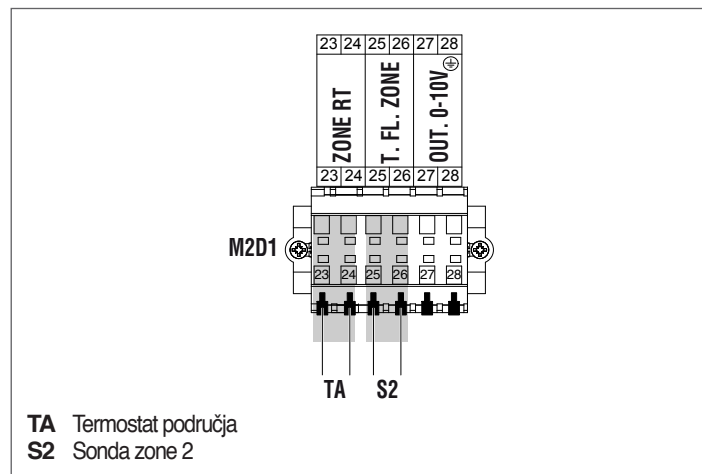 23 24 25 26 27 28
ZONE RT
T. FL. ZONE
OUT. 0-10V
23 24 25 26 27 28
M2D1
23 24 25 26 27 28
TA S2
TA Termostat područja
S2 Sonda zone 2